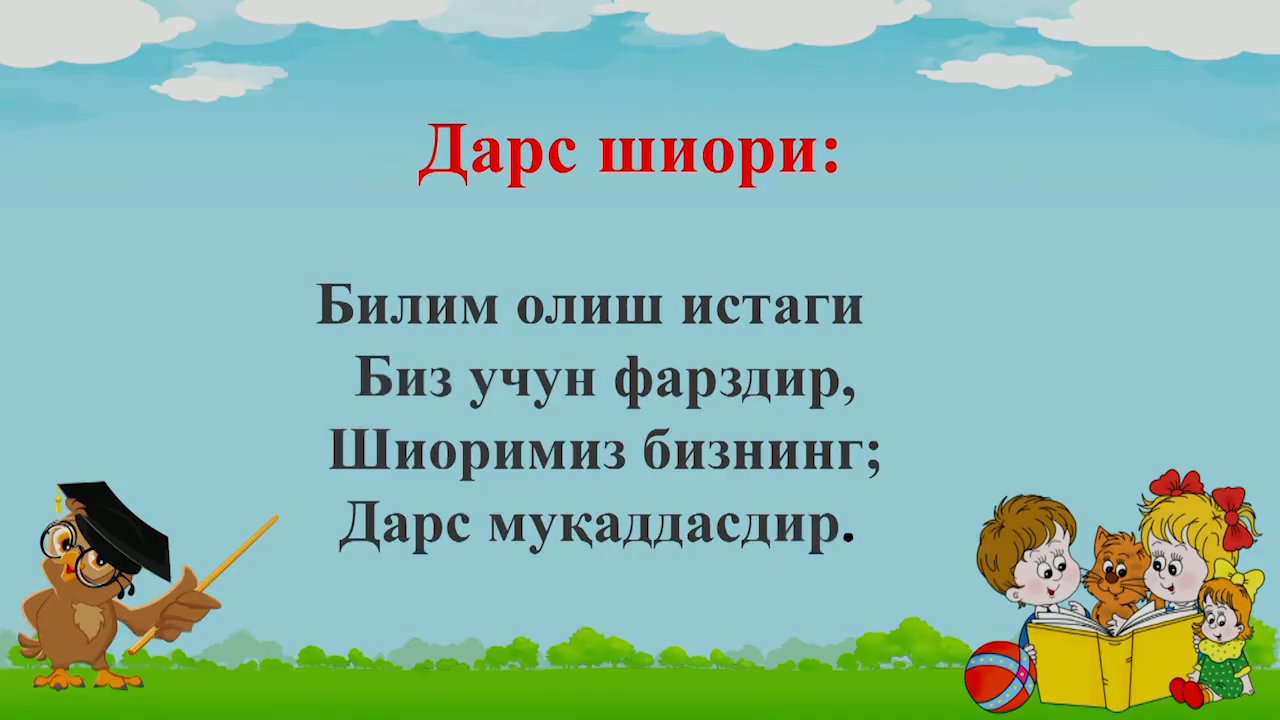 Дарс шиори:
Билим олиш истаги
Биз учун фарздир,
Шиоримиз бизнинг;
Дарс муқаддасдир.